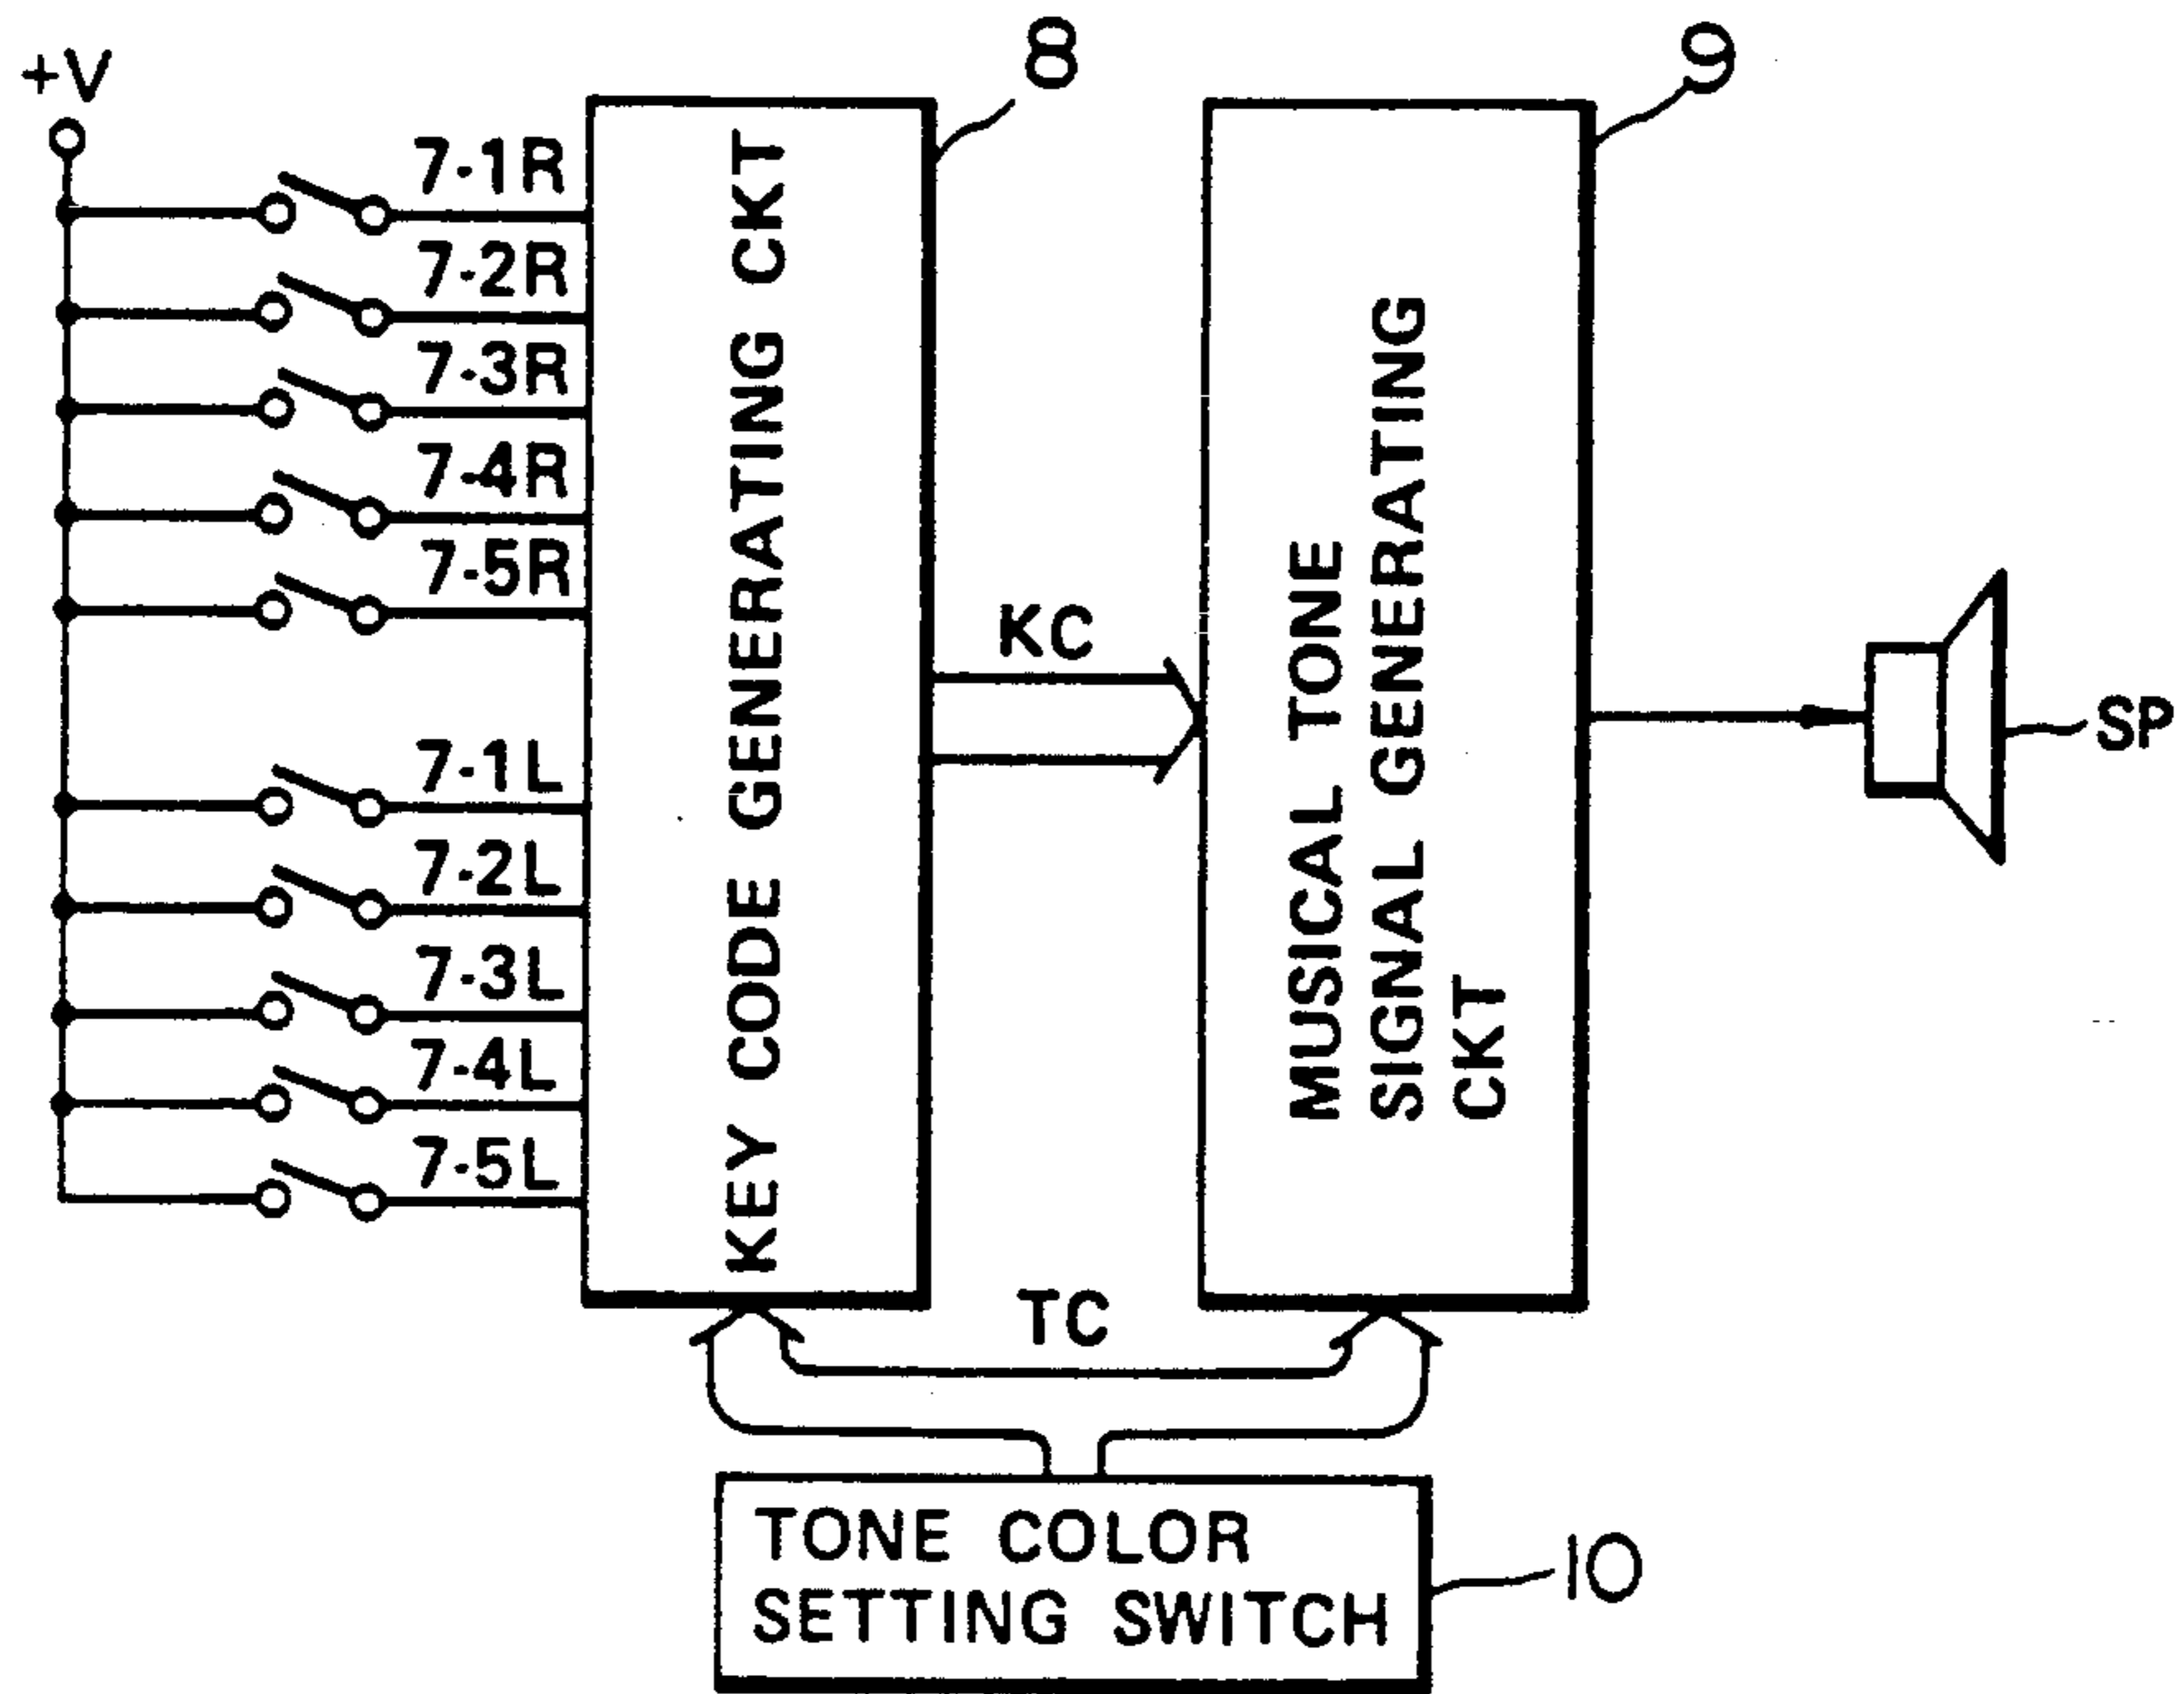 +V
8
9
7-1R
7-2R
7-3R
7-4R
7-5R
7-1L
7-2L
7-3L
7-4L
7-5L
KEY CODE GENERATING CKT
KC
MUSICAL TONE
SIGNAL GENERATING
CKT
SP
TC
TONE COLOR
SETTING SWITCH
10